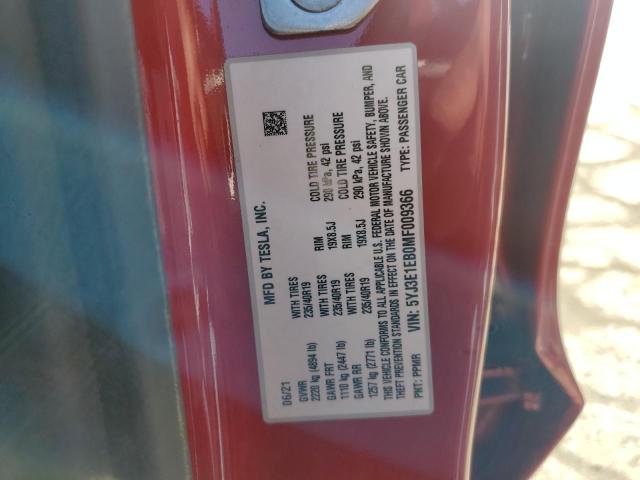 MFD BY TESLA, INC.
06/21
GVWR
2220 kg (4894 lb)
GAWR FRT
1110 kg (2447 lb)
GAWR RR
1257 kg (2771 lb)
WITH TIRES
235/40R19
WITH TIRES
235/40R19
WITH TIRES
235/40R19
RIM
19X8.5J
RIM
19X8.5J
COLD TIRE PRESSURE
290 kPa, 42 psi
COLD TIRE PRESSURE
290 kPa, 42 psi
THIS VEHICLE CONFORMS TO ALL APPLICABLE U.S. FEDERAL MOTOR VEHICLE SAFETY, BUMPER, AND
THEFT PREVENTION STANDARDS IN EFFECT ON THE DATE OF MANUFACTURE SHOWN ABOVE.
VIN: 5YJ3E1EB0MF009366
PNT: PPMR
TYPE: PASSENGER CAR